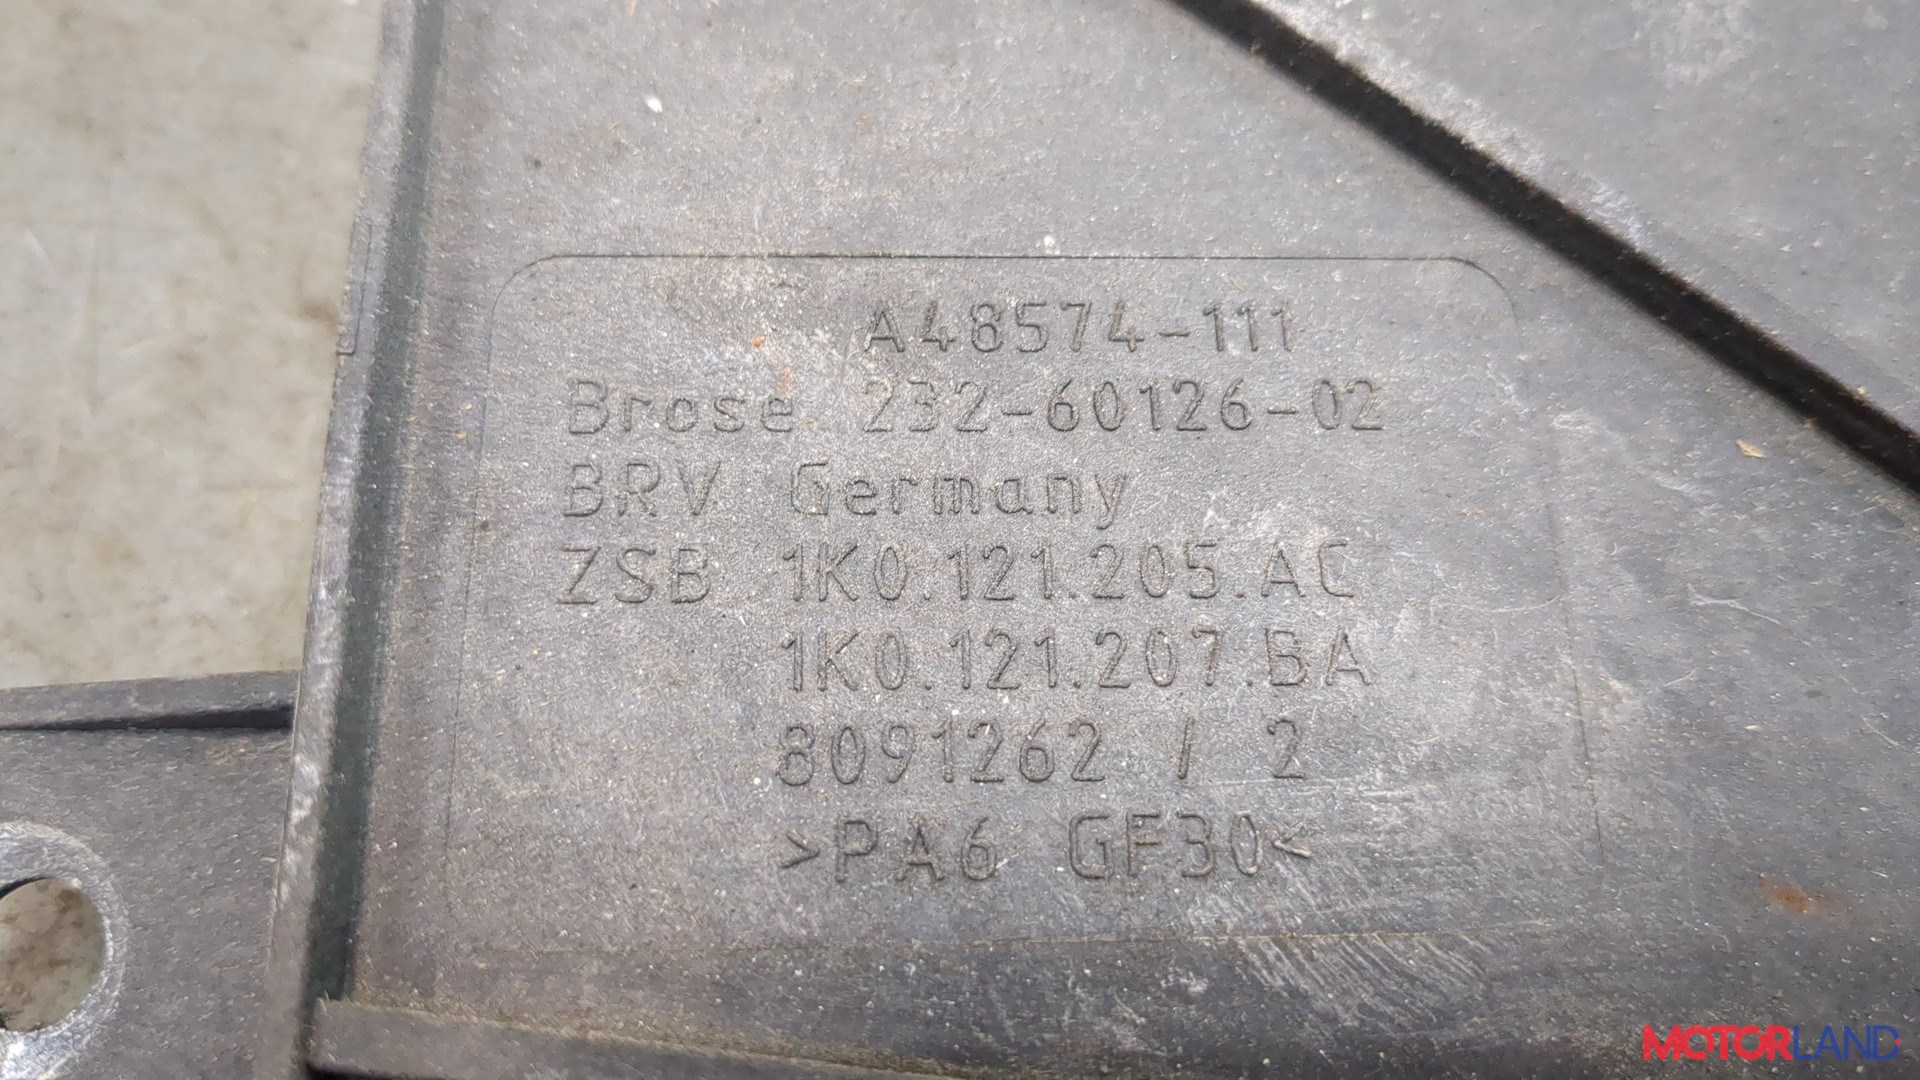 A48574-111
Brose 232-60126-02
BRV Germany
ZSB 1K0.121.205.AC
1K0.121.207.BA
8091262 / 2
>PA6 GF30<
MOTORLAND